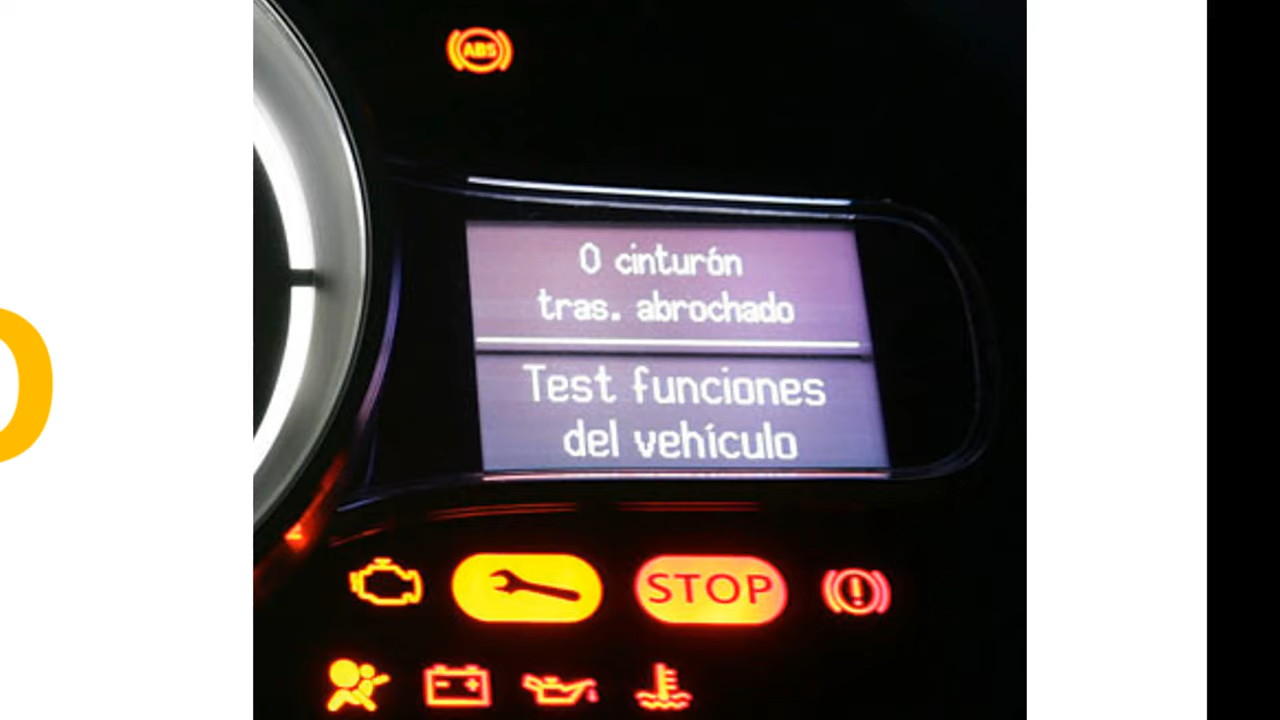 ABS
0 cinturón
tras. abrochado
Test funciones
del vehículo
STOP